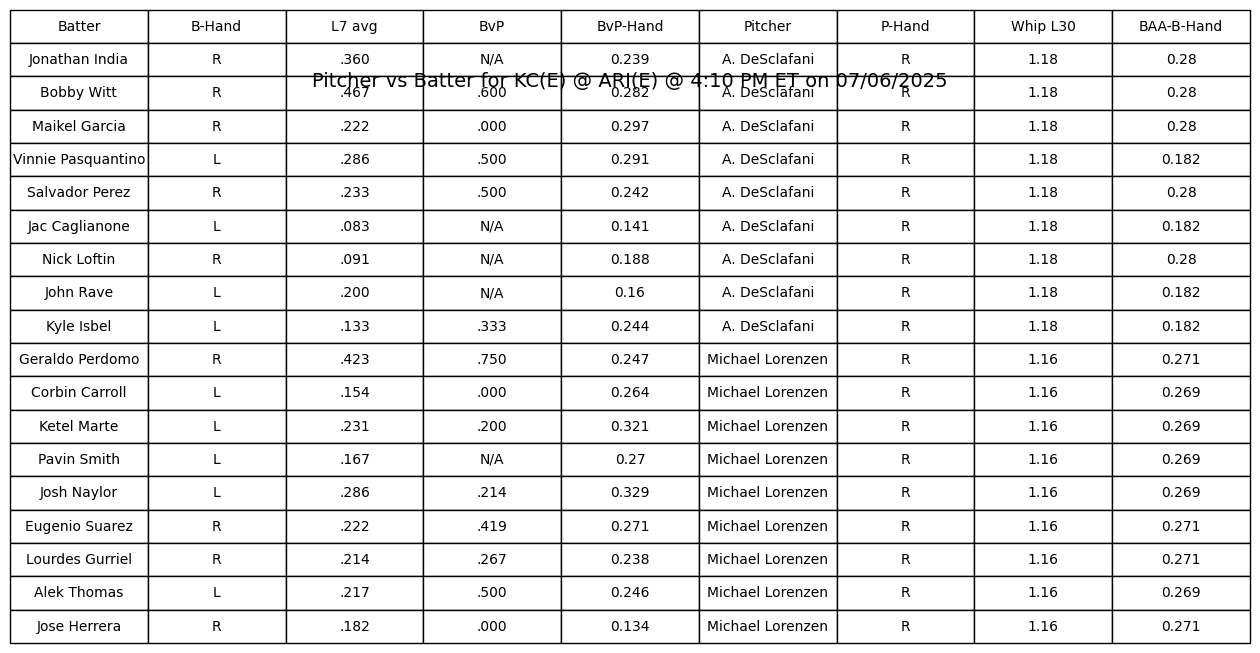 Batter B-Hand L7 avg BvP BvP-Hand Pitcher P-Hand Whip L30 BAA-B-Hand
Jonathan India R .360 N/A 0.239 A. DeSclafani R 1.18 0.28
Pitcher vs Batter for KC(E) @ ARI(E) @ 4:10 PM ET on 07/06/2025
Bobby Witt R .467 .600 0.282 A. DeSclafani R 1.18 0.28
Maikel Garcia R .222 .000 0.297 A. DeSclafani R 1.18 0.28
Vinnie Pasquantino L .286 .500 0.291 A. DeSclafani R 1.18 0.182
Salvador Perez R .233 .500 0.242 A. DeSclafani R 1.18 0.28
Jac Caglianone L .083 N/A 0.141 A. DeSclafani R 1.18 0.182
Nick Loftin R .091 N/A 0.188 A. DeSclafani R 1.18 0.28
John Rave L .200 N/A 0.16 A. DeSclafani R 1.18 0.182
Kyle Isbel L .133 .333 0.244 A. DeSclafani R 1.18 0.182
Geraldo Perdomo R .423 .750 0.247 Michael Lorenzen R 1.16 0.271
Corbin Carroll L .154 .000 0.264 Michael Lorenzen R 1.16 0.269
Ketel Marte L .231 .200 0.321 Michael Lorenzen R 1.16 0.269
Pavin Smith L .167 N/A 0.27 Michael Lorenzen R 1.16 0.269
Josh Naylor L .286 .214 0.329 Michael Lorenzen R 1.16 0.269
Eugenio Suarez R .222 .419 0.271 Michael Lorenzen R 1.16 0.271
Lourdes Gurriel R .214 .267 0.238 Michael Lorenzen R 1.16 0.271
Alek Thomas L .217 .500 0.246 Michael Lorenzen R 1.16 0.269
Jose Herrera R .182 .000 0.134 Michael Lorenzen R 1.16 0.271